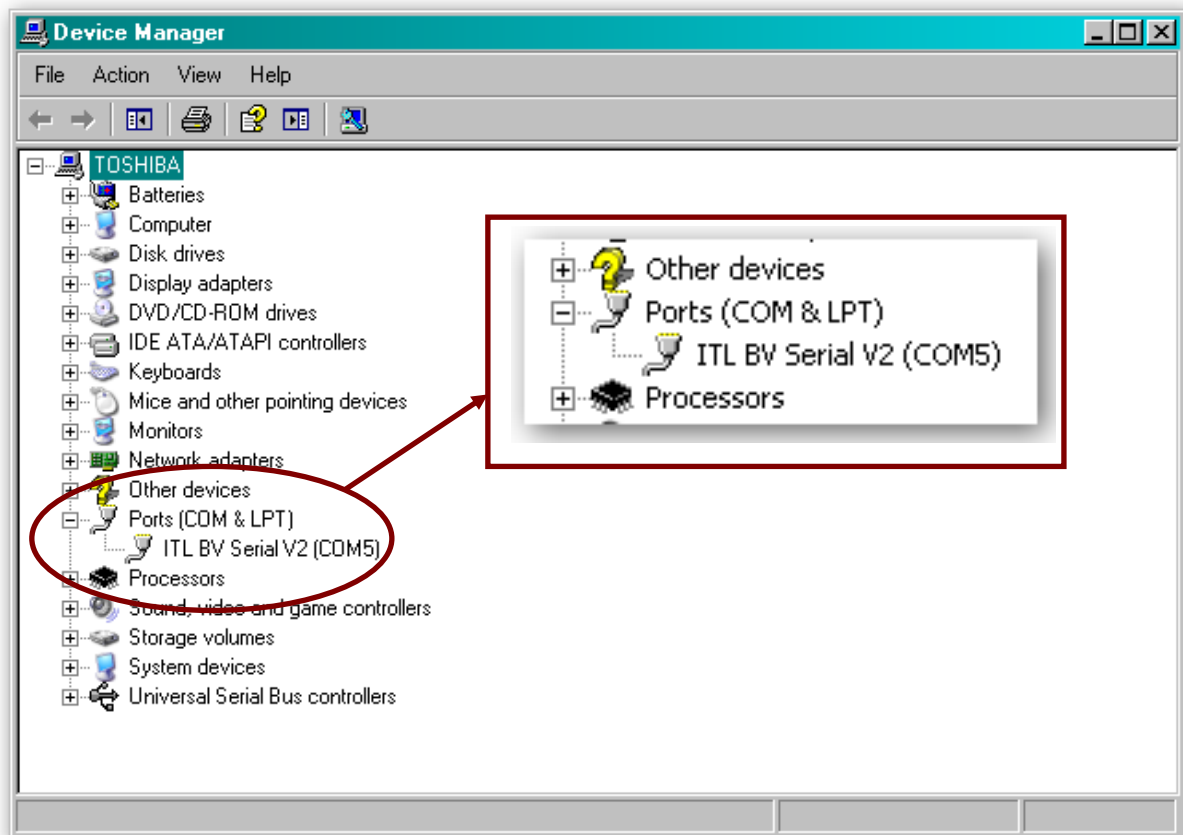 Device Manager
File Action View Help
TOSHIBA
Batteries
Computer
Disk drives
Display adapters
DVD/CD-ROM drives
IDE ATA/ATAPI controllers
Keyboards
Mice and other pointing devices
Monitors
Network adapters
Other devices
Ports (COM & LPT)
ITL BV Serial V2 (COM5)
Processors
Sound, video and game controllers
Storage volumes
System devices
Universal Serial Bus controllers
Other devices
Ports (COM & LPT)
ITL BV Serial V2 (COM5)
Processors